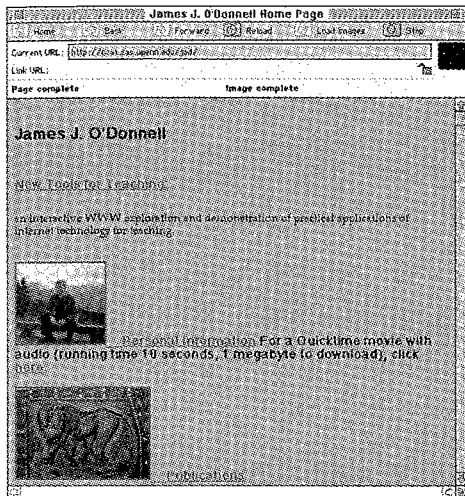 James J. O'Donnell Home Page
Home Back Forward Reload Load Images Stop
Current URL:
Link URL:
Page complete Image complete
James J. O'Donnell
New Tools for Teaching
an interactive WWW exploration and demonstration of practical applications of
internet technology for teaching.
Personal Information For a Quicktime movie with
audio (running time 10 seconds, 1 megabyte to download), click
here
Publications